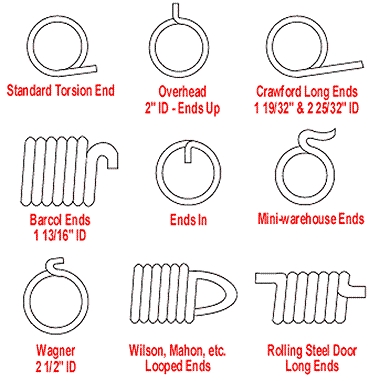 Standard Torsion End
Overhead
2" ID - Ends Up
Crawford Long Ends
1 19/32" & 2 25/32" ID
Barcol Ends
1 13/16" ID
Ends In
Mini-warehouse Ends
Wagner
2 1/2" ID
Wilson, Mahon, etc.
Looped Ends
Rolling Steel Door
Long Ends